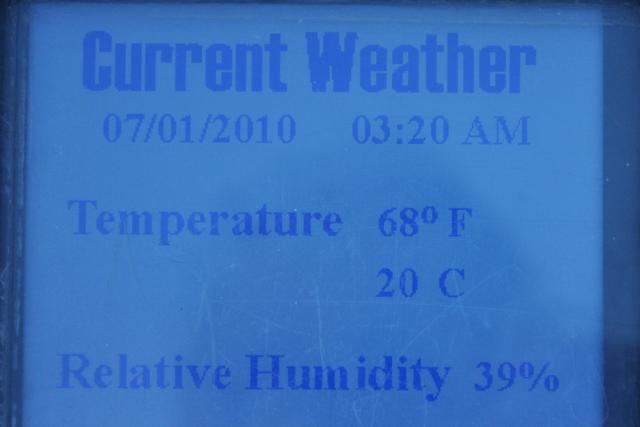 Current Weather
07/01/2010 03:20 AM
Temperature 68º F
20 C
Relative Humidity 39%